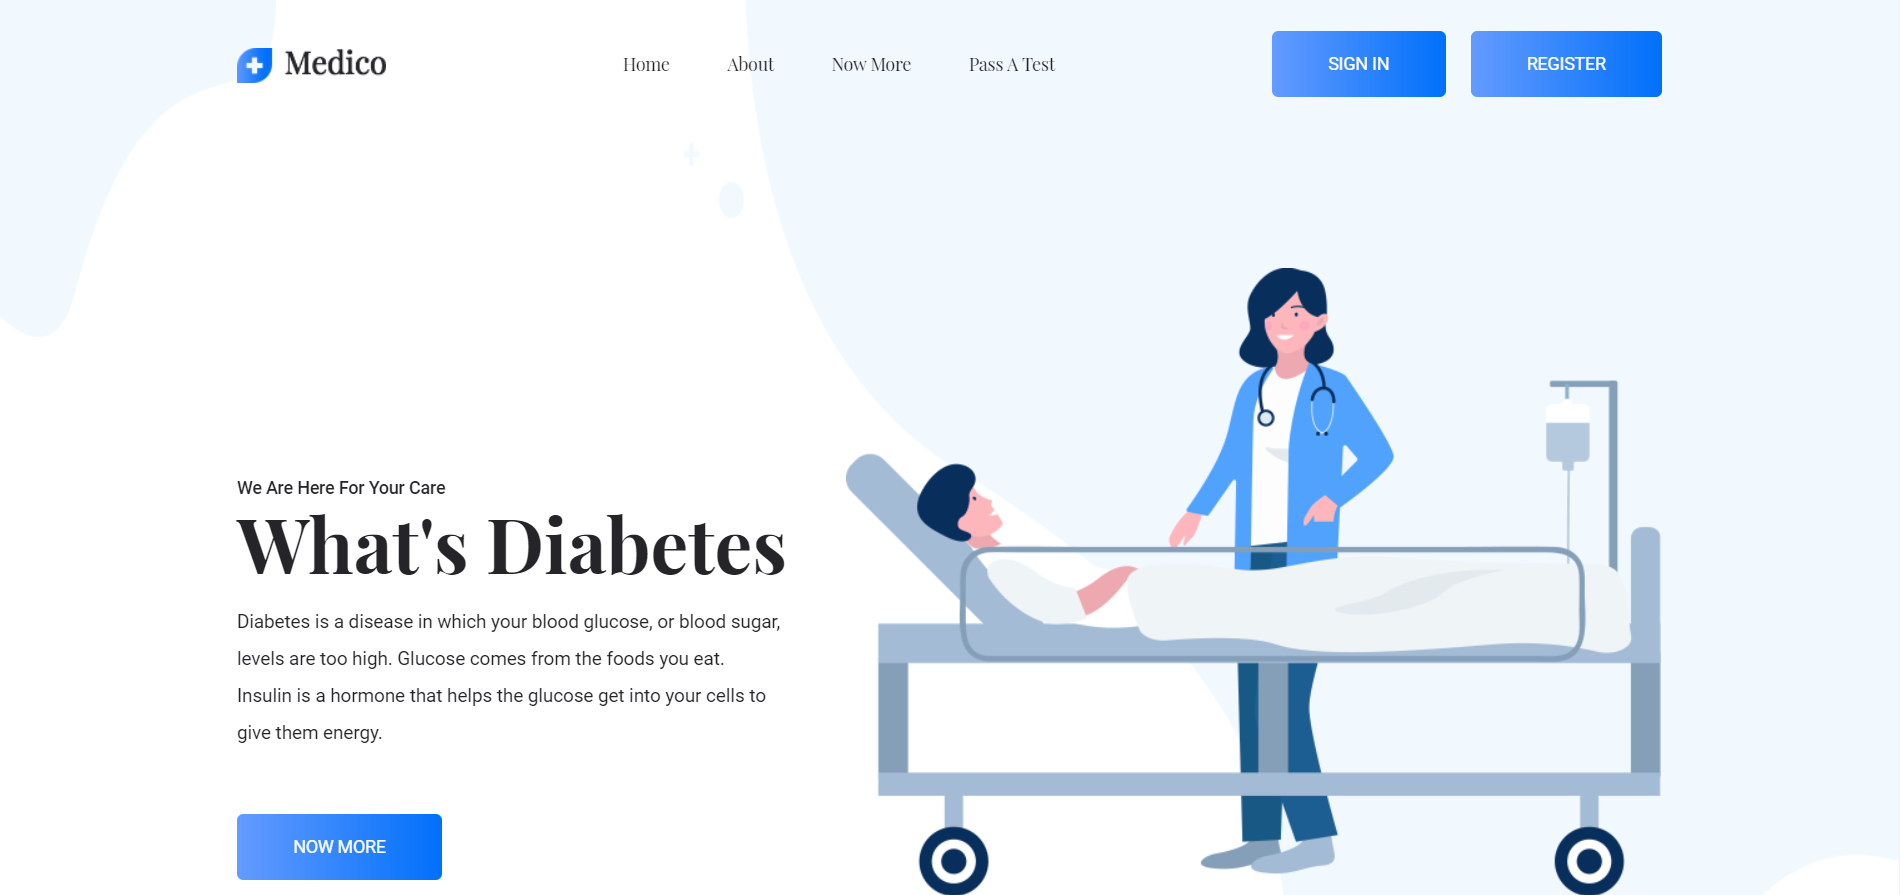 Medico
Home
About
Now More
Pass A Test
SIGN IN
REGISTER
We Are Here For Your Care
What's Diabetes
Diabetes is a disease in which your blood glucose, or blood sugar,
levels are too high. Glucose comes from the foods you eat.
Insulin is a hormone that helps the glucose get into your cells to
give them energy.
NOW MORE